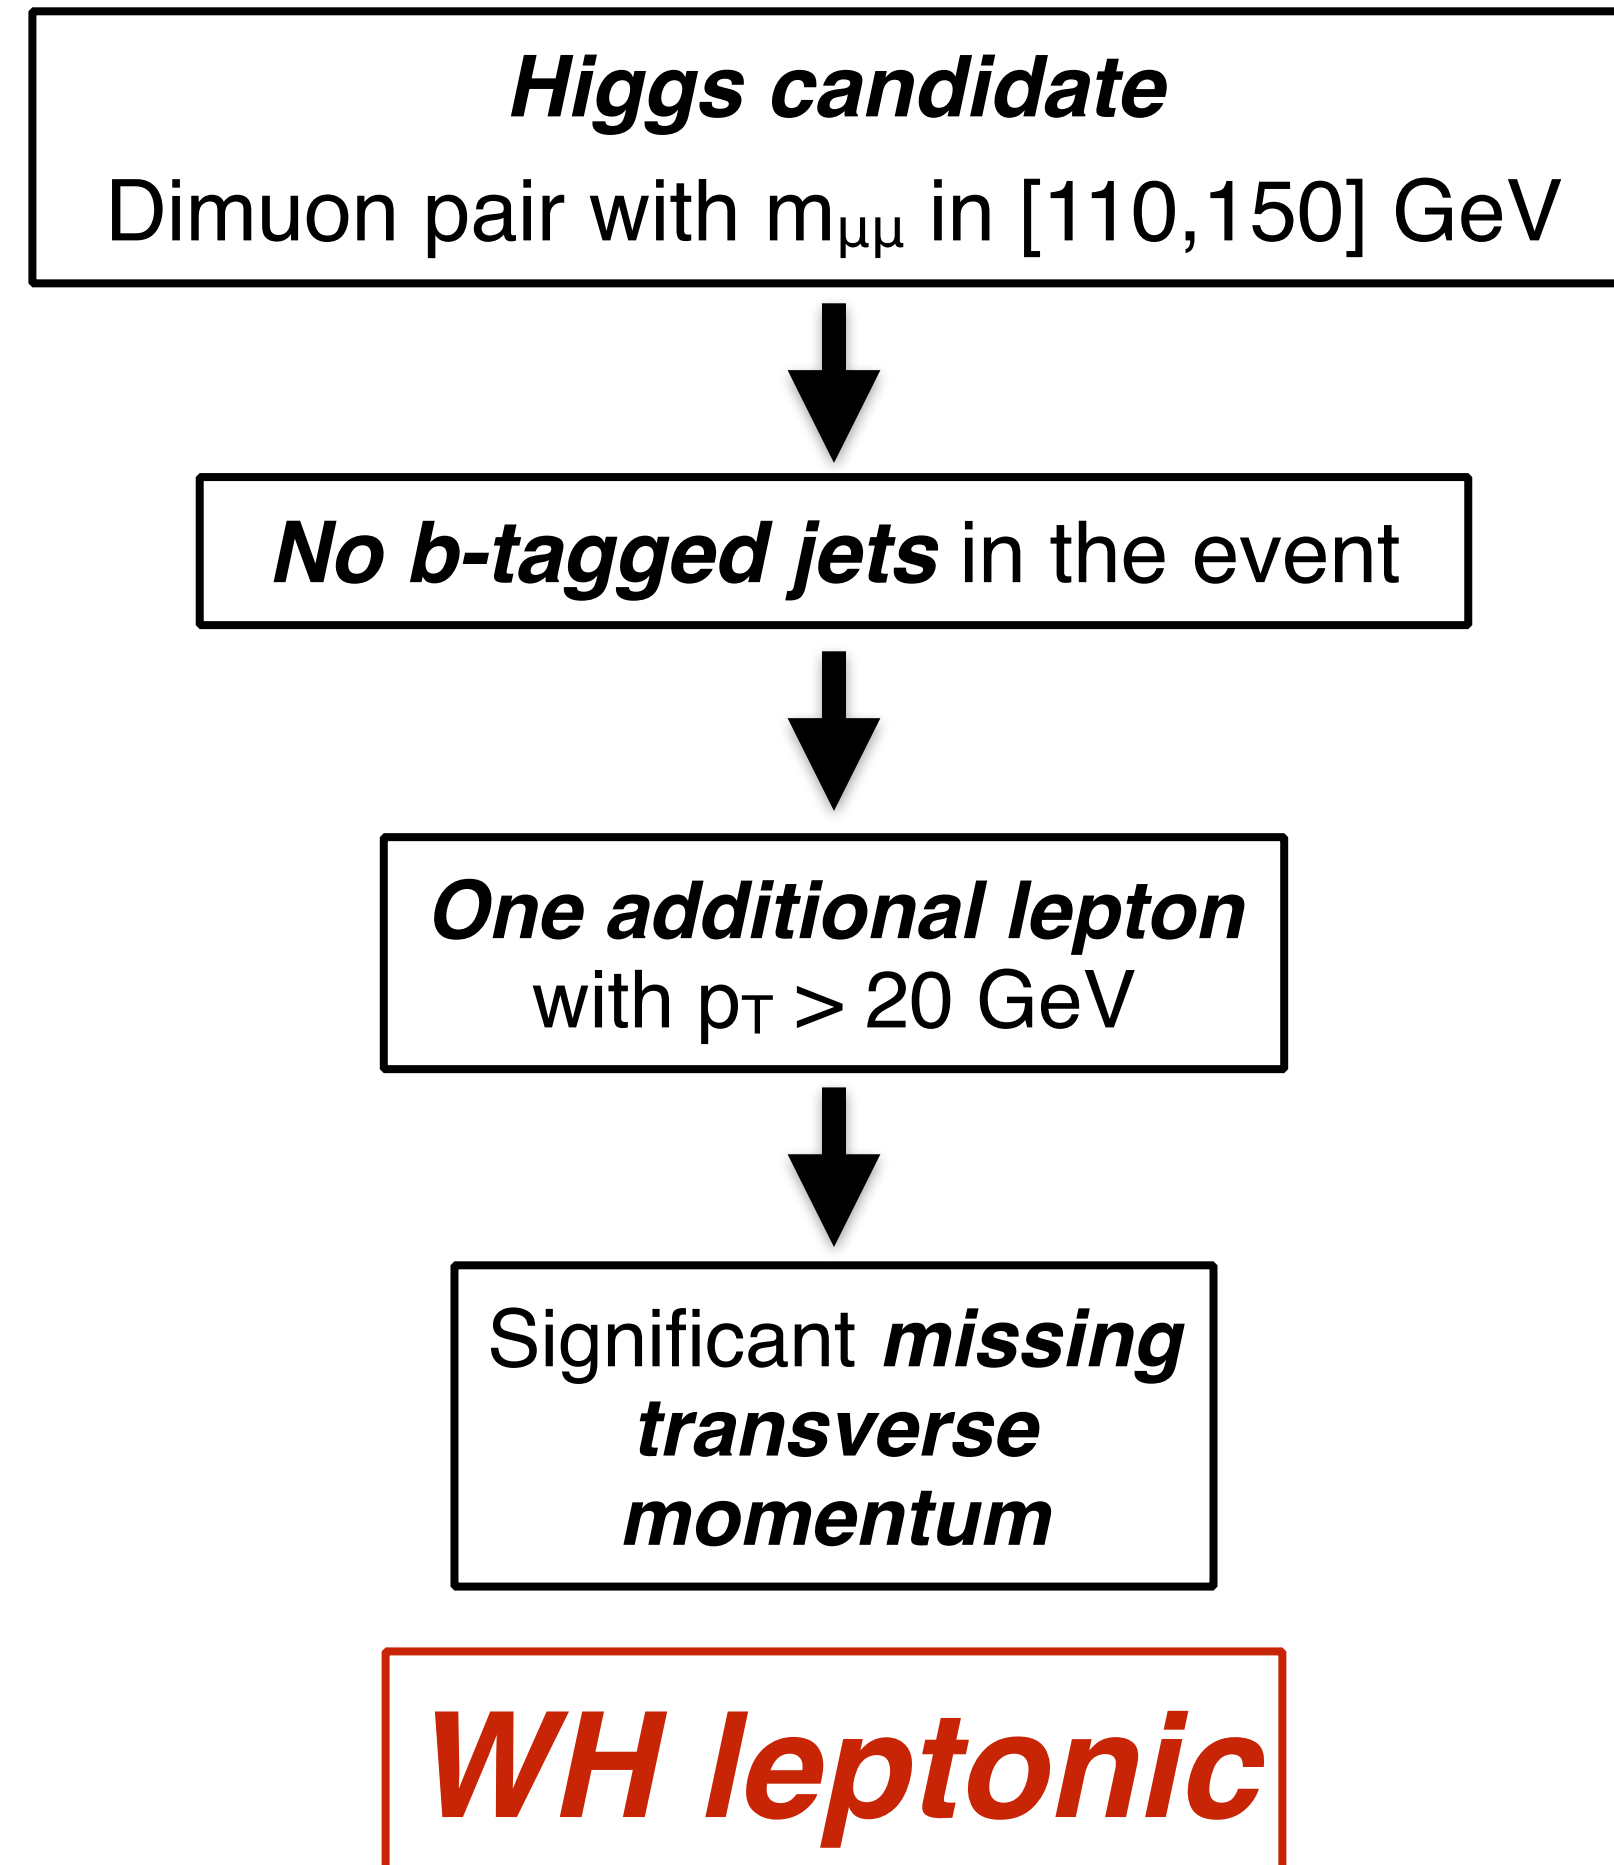 Higgs candidate
Dimuon pair with mμμ in [110,150] GeV
No b-tagged jets in the event
One additional lepton
with pT > 20 GeV
Significant missing
transverse
momentum
WH leptonic